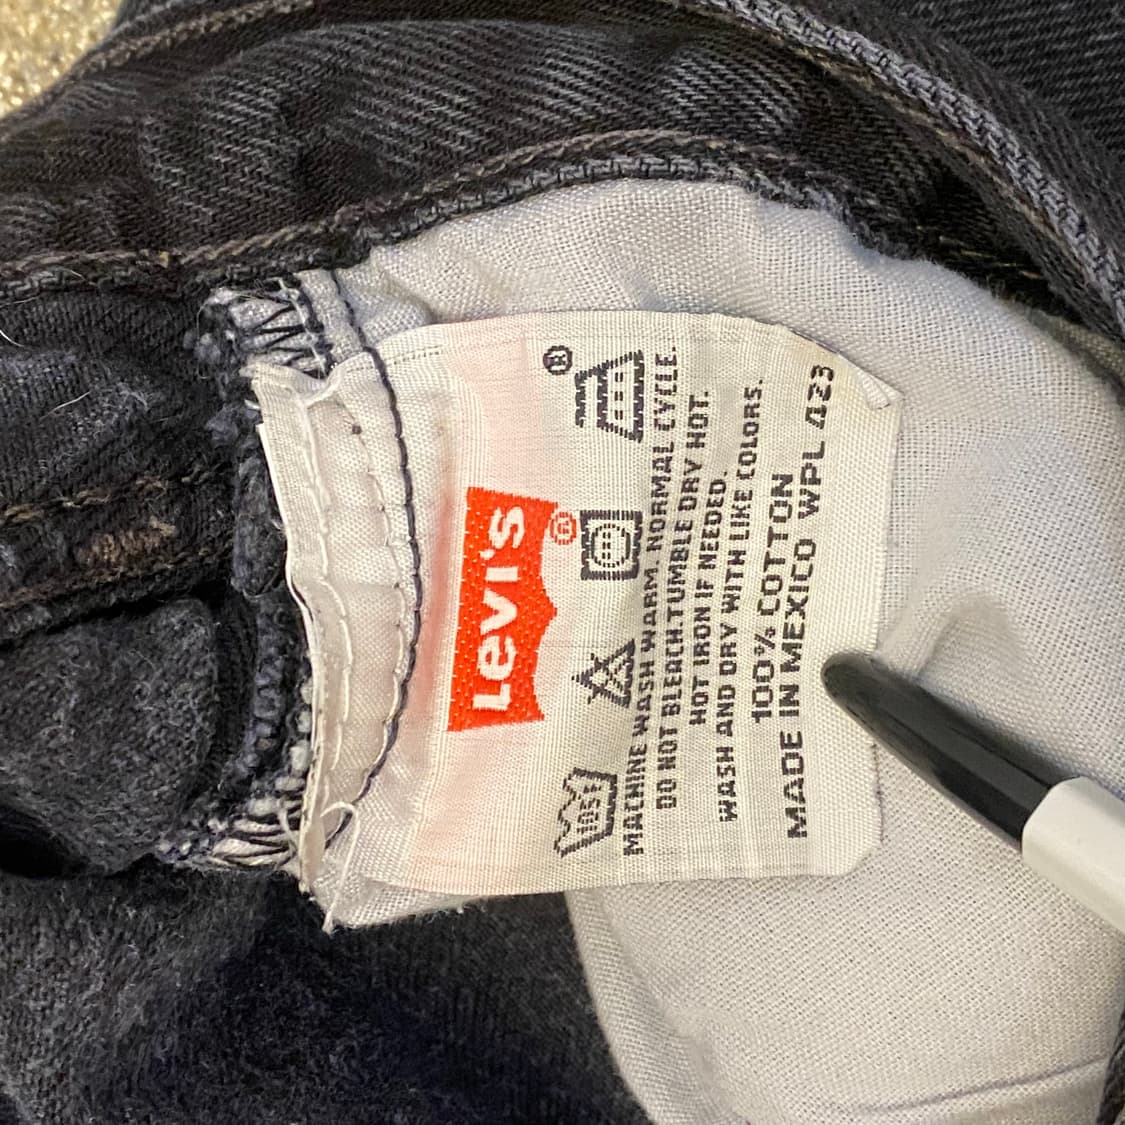 Levi's®
®
105F
MACHINE WASH WARM. NORMAL CYCLE.
DO NOT BLEACH.TUMBLE DRY HOT.
HOT IRON IF NEEDED.
WASH AND DRY WITH LIKE COLORS.
100% COTTON
MADE IN MEXICO WPL 423